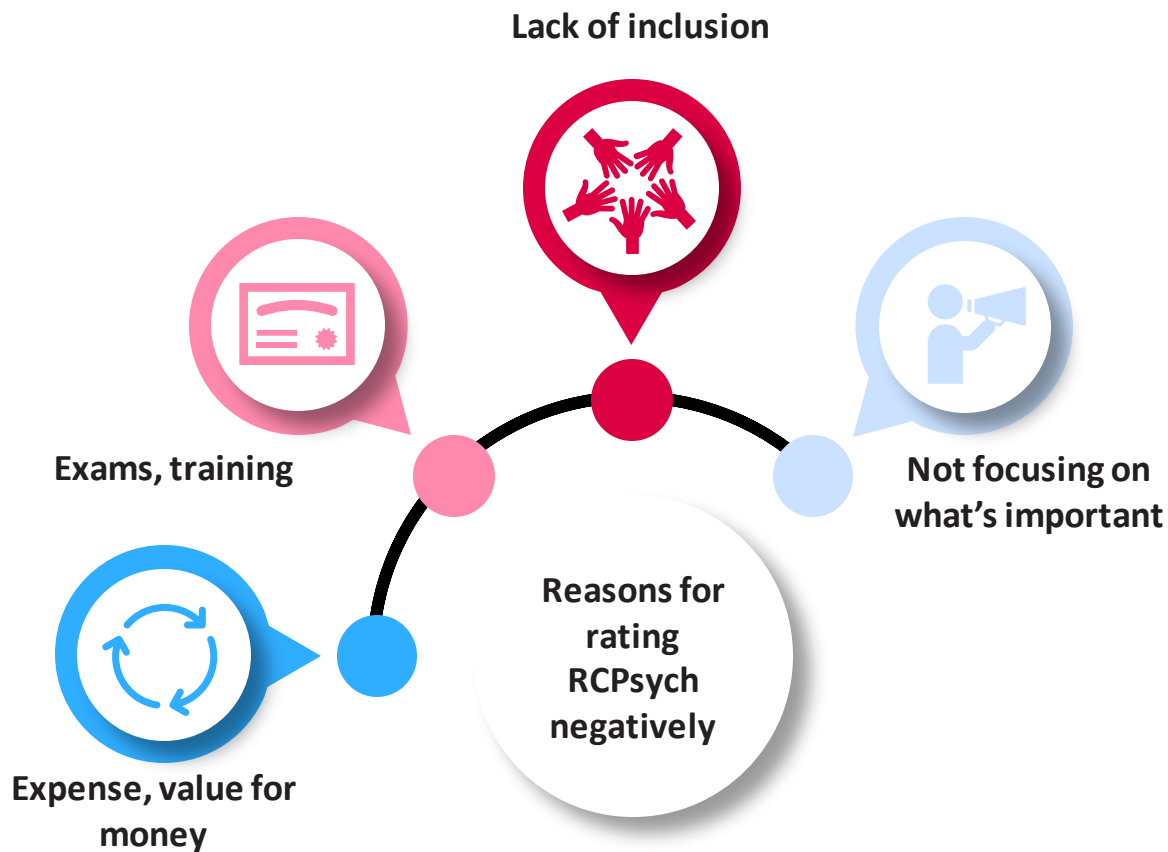 Lack of inclusion
Exams, training
Not focusing on
what’s important
Reasons for
rating
RCPsych
negatively
Expense, value for
money